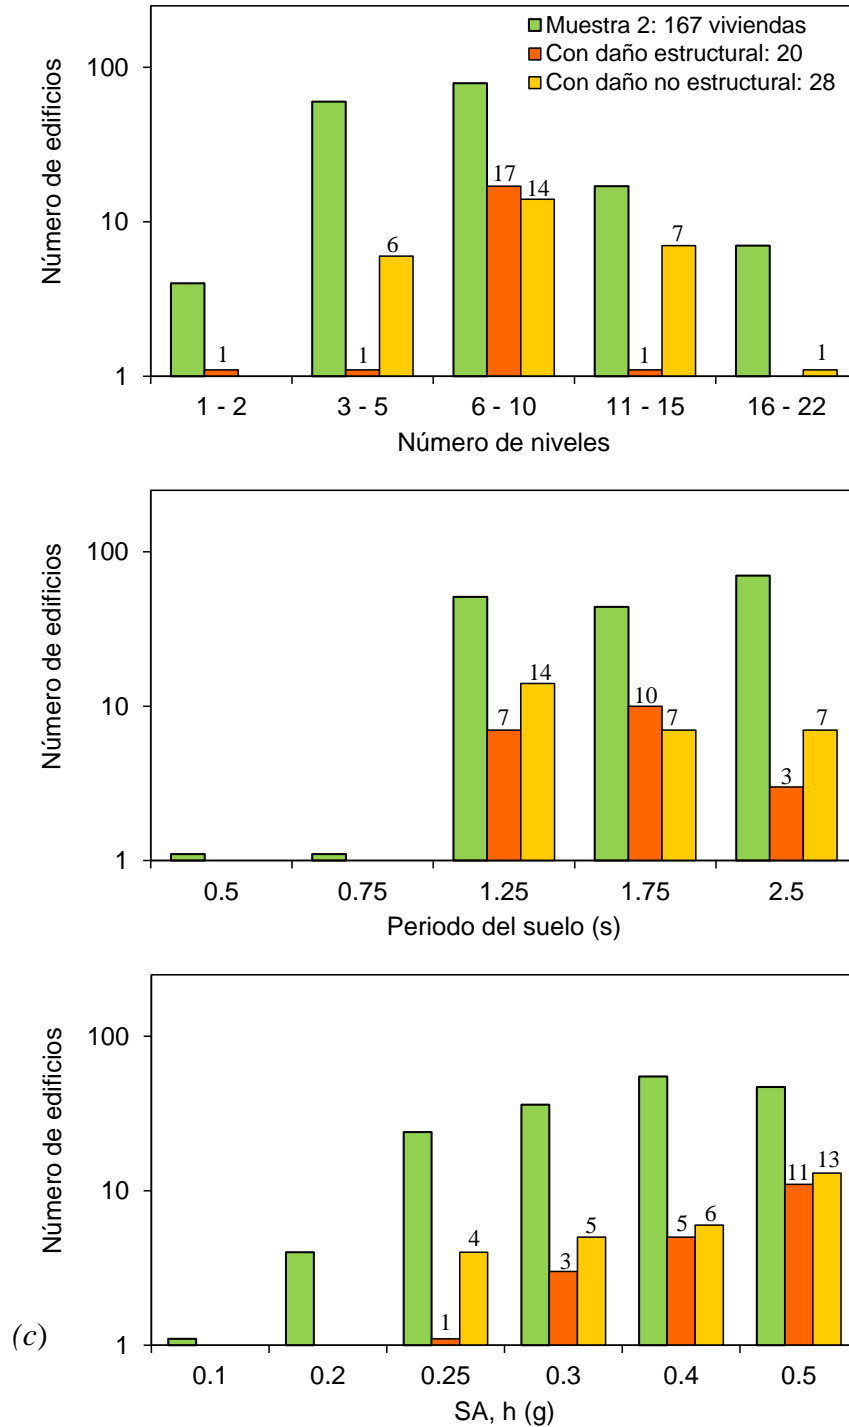 Muestra 2: 167 viviendas
Con daño estructural: 20
Con daño no estructural: 28
Número de edificios
100
10
1
1
1
6
17
14
1
7
1
1 - 2
3 - 5
6 - 10
11 - 15
16 - 22
Número de niveles
Número de edificios
100
10
1
7
14
10
7
3
7
0.5
0.75
1.25
1.75
2.5
Periodo del suelo (s)
Número de edificios
100
10
1
1
4
3
5
5
6
11
13
0.1
0.2
0.25
0.3
0.4
0.5
SA, h (g)
(c)